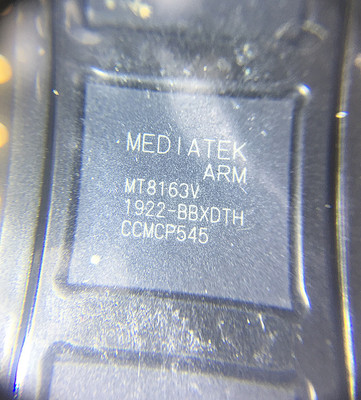 MEDIATEK
ARM
MT8163V
1922-BBXDTH
CCMCP545